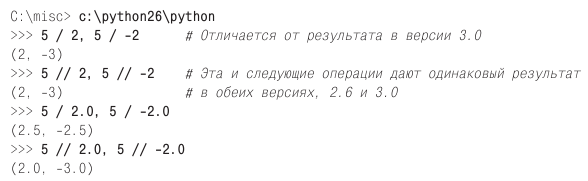 C:\misc> c:\python26\python
>>> 5 / 2, 5 / -2 # Отличается от результата в версии 3.0
(2, -3)
>>> 5 // 2, 5 // -2 # Эта и следующие операции дают одинаковый результат
(2, -3) # в обеих версиях, 2.6 и 3.0
>>> 5 / 2.0, 5 / -2.0
(2.5, -2.5)
>>> 5 // 2.0, 5 // -2.0
(2.0, -3.0)